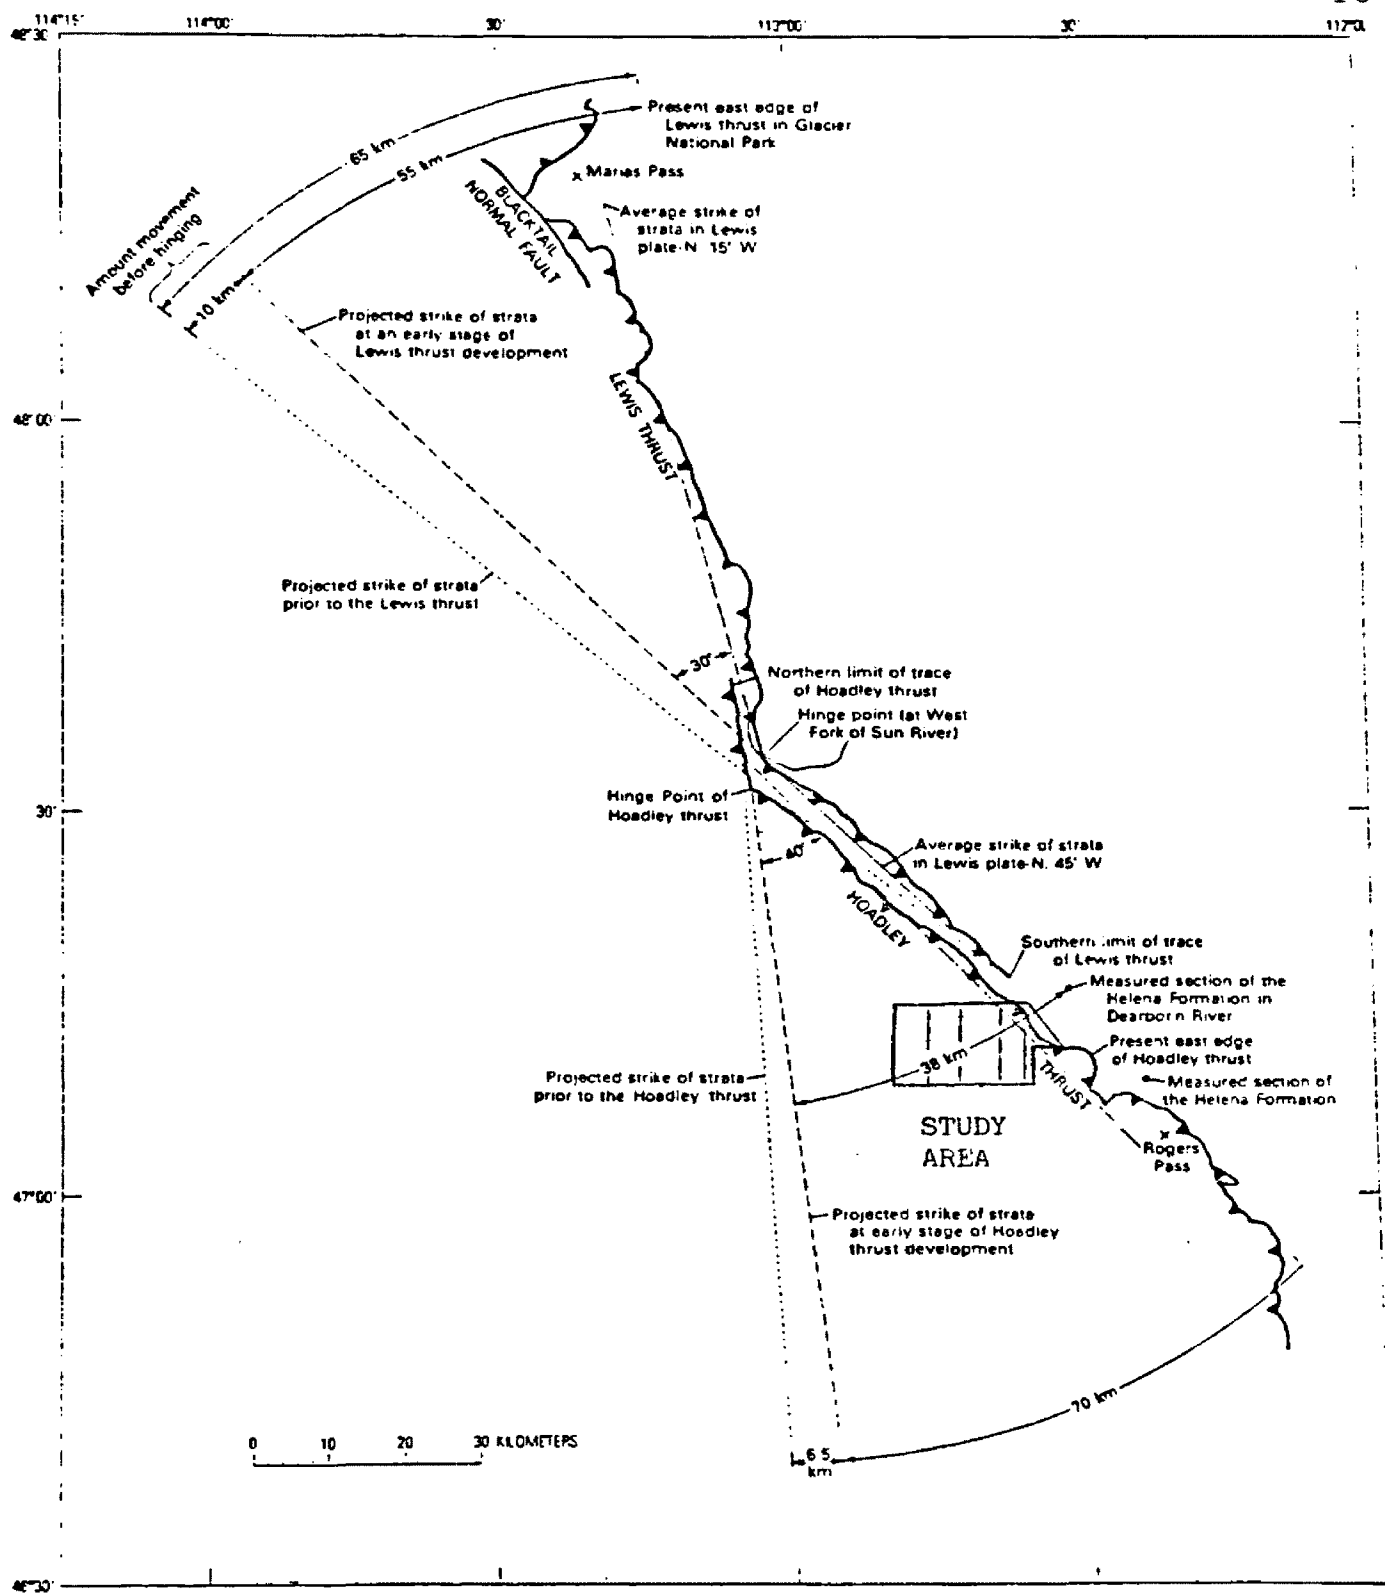 114°15'
114°00'
30'
113°00'
30'
48°30'
65 km
55 km
Present east edge of
Lewis thrust in Glacier
National Park
Marias Pass
BLACKTAIL
NORMAL FAULT
Average strike of
strata in Lewis
plate-N. 15° W
Amount movement
before hinging
10 km
Projected strike of strata
at an early stage of
Lewis thrust development
LEWIS THRUST
48°00'
Projected strike of strata
prior to the Lewis thrust
30°
Northern limit of trace
of Hoadley thrust
Hinge point (at West
Fork of Sun River)
30'
Hinge Point of
Hoadley thrust
40°
Average strike of strata
in Lewis plate-N. 45° W
HOADLEY
Southern limit of trace
of Lewis thrust
Measured section of the
Helena Formation in
Dearborn River
Present east edge
of Hoadley thrust
38 km
Projected strike of strata
prior to the Hoadley thrust
THRUST
Measured section of
the Helena Formation
STUDY
AREA
Rogers
Pass
47°00'
Projected strike of strata
at early stage of Hoadley
thrust development
70 km
0 10 20 30 KILOMETERS
6.5
km
46°30'